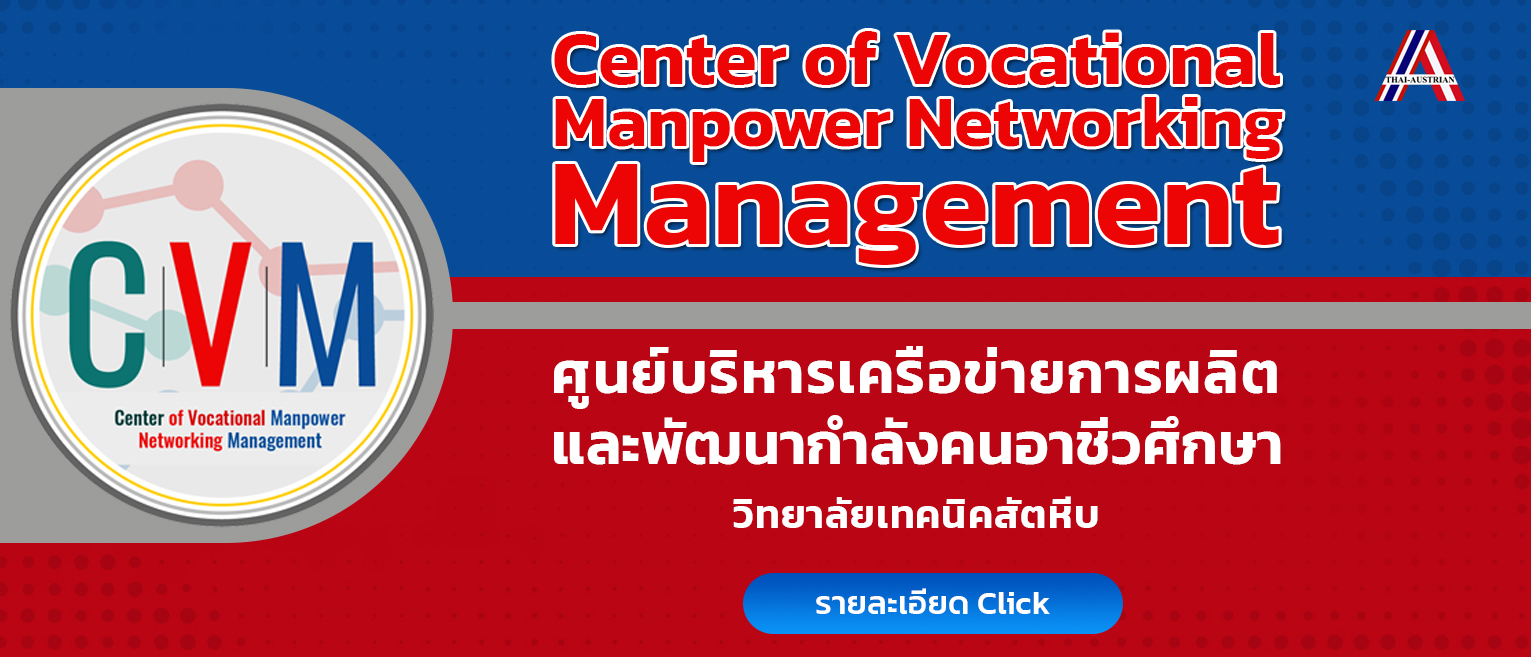 Center of Vocational
Manpower Networking
Management
THAI-AUSTRIAN
CVM
Center of Vocational Manpower
Networking Management
ศูนย์บริหารเครือข่ายการผลิต
และพัฒนากำลังคนอาชีวศึกษา
วิทยาลัยเทคนิคสัตหีบ
รายละเอียด Click